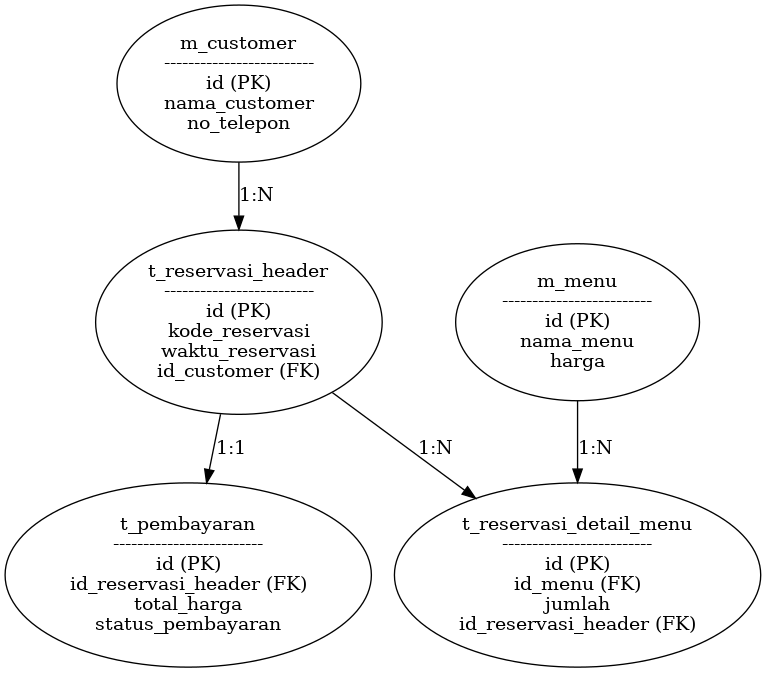 m_customer
-------------------------
id (PK)
nama_customer
no_telepon
1:N
t_reservasi_header
-------------------------
id (PK)
kode_reservasi
waktu_reservasi
id_customer (FK)
m_menu
-------------------------
id (PK)
nama_menu
harga
1:1
1:N
1:N
t_pembayaran
-------------------------
id (PK)
id_reservasi_header (FK)
total_harga
status_pembayaran
t_reservasi_detail_menu
-------------------------
id (PK)
id_menu (FK)
jumlah
id_reservasi_header (FK)